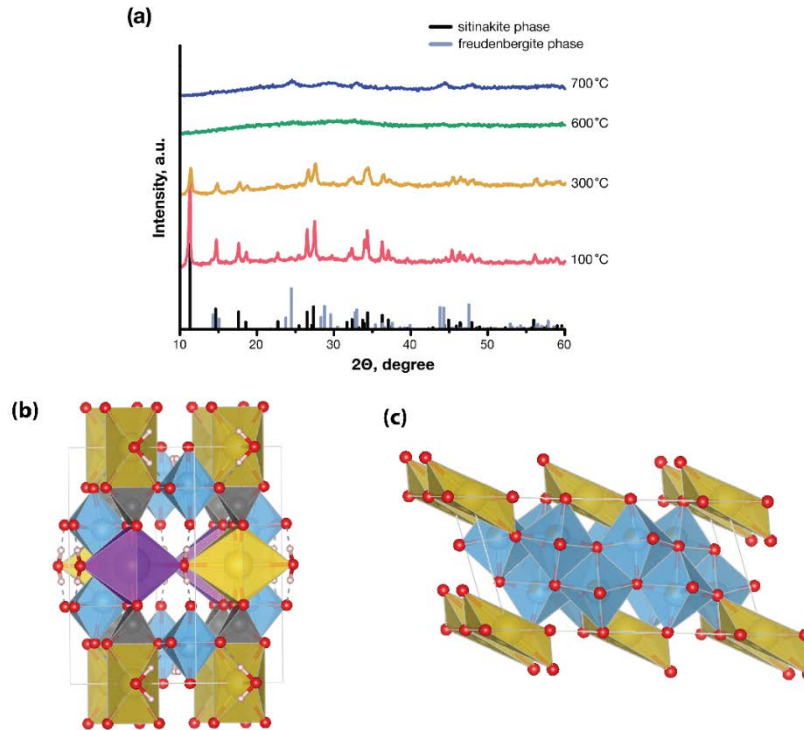 (a)
sitinakite phase
freudenbergite phase
700 °C
600 °C
300 °C
100 °C
Intensity, a.u.
10 20 30 40 50 60
2Θ, degree
(b)
(c)